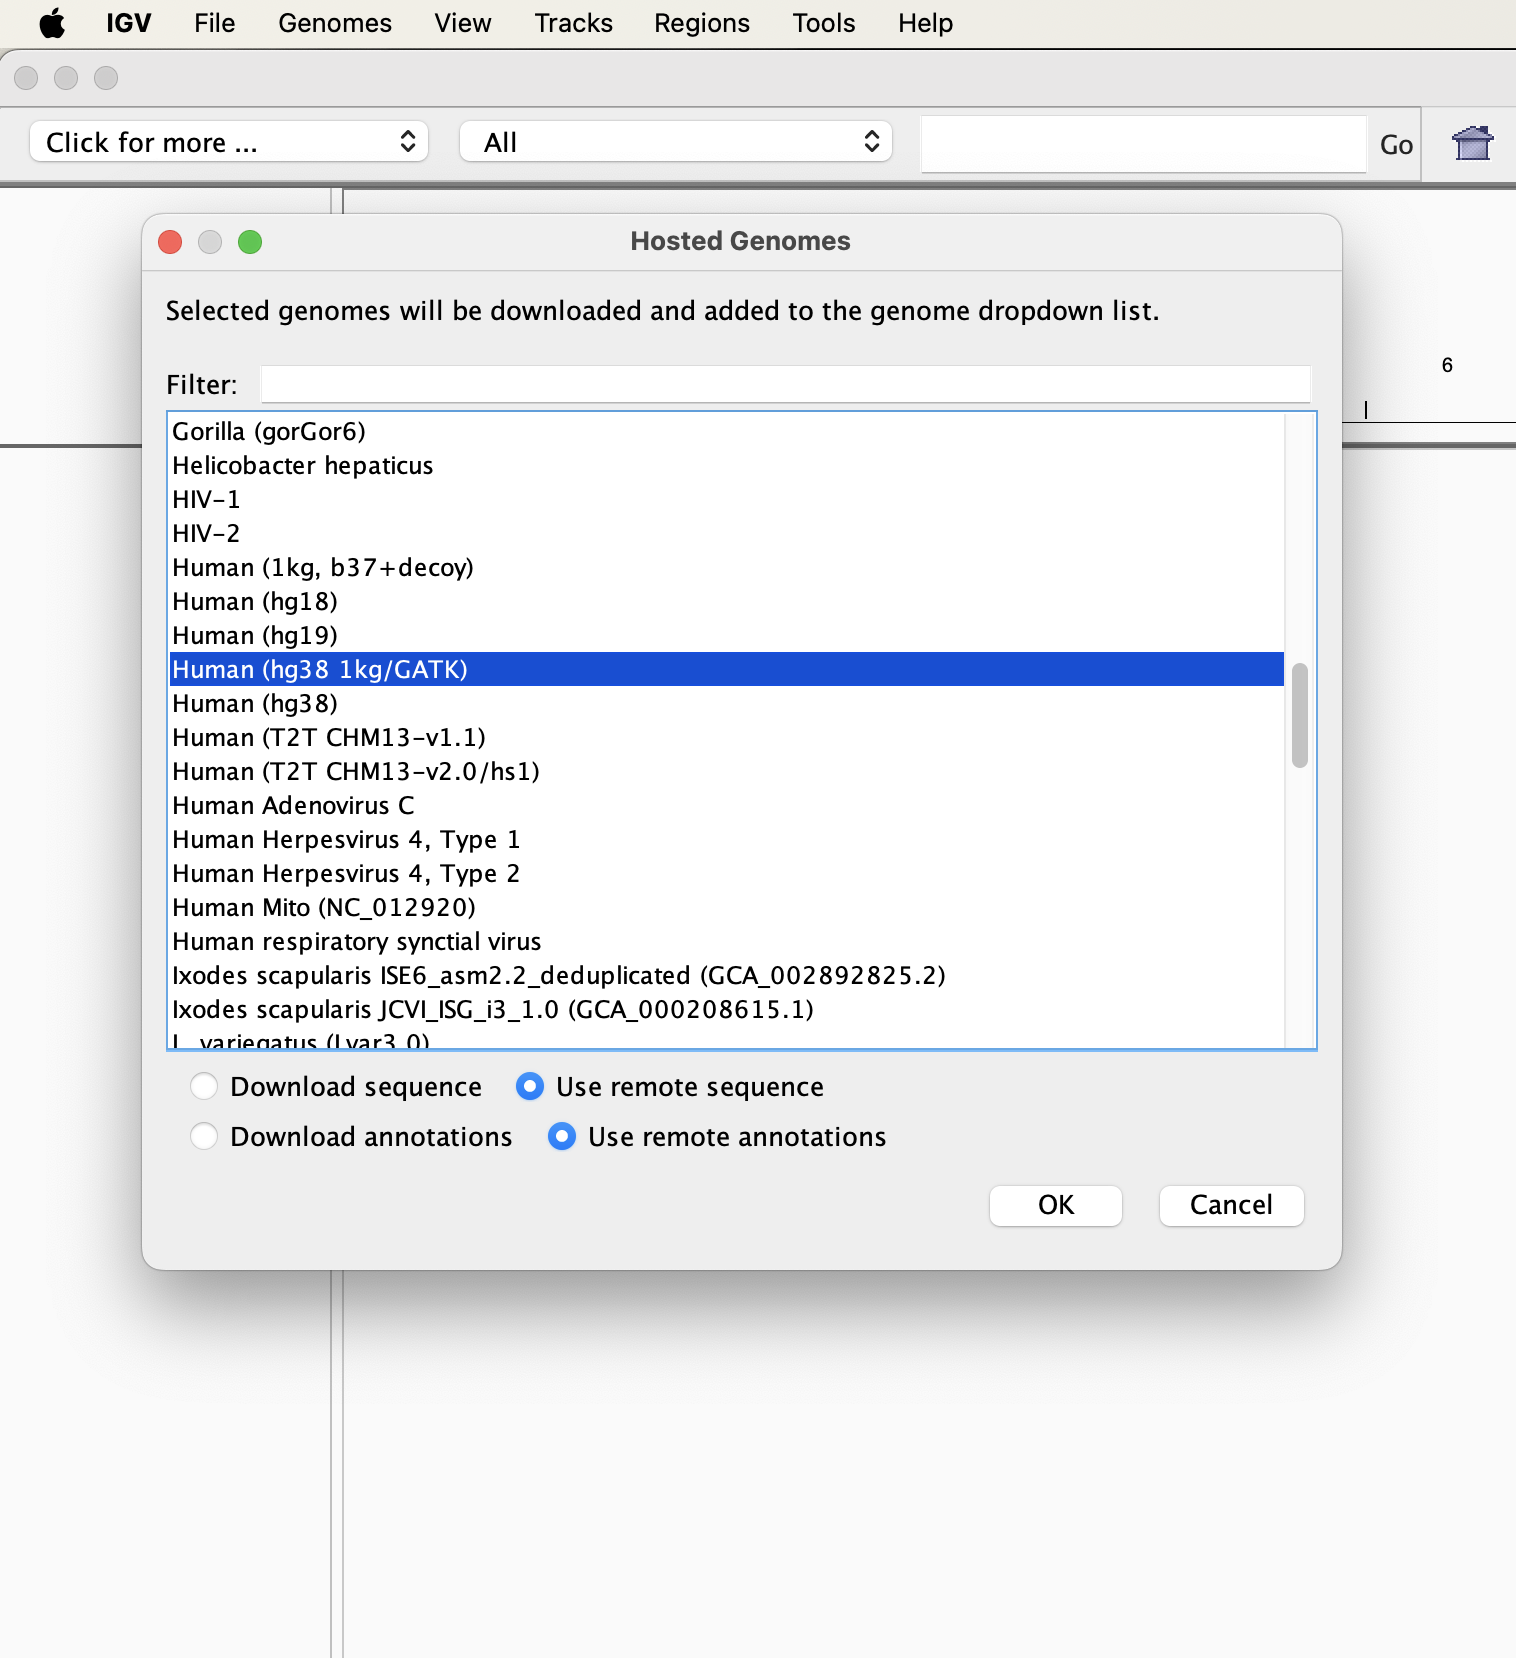 IGV File Genomes View Tracks Regions Tools Help
Click for more ... All Go
Hosted Genomes
Selected genomes will be downloaded and added to the genome dropdown list.
6
Filter:
Gorilla (gorGor6)
Helicobacter hepaticus
HIV-1
HIV-2
Human (1kg, b37+decoy)
Human (hg18)
Human (hg19)
Human (hg38 1kg/GATK)
Human (hg38)
Human (T2T CHM13-v1.1)
Human (T2T CHM13-v2.0/hs1)
Human Adenovirus C
Human Herpesvirus 4, Type 1
Human Herpesvirus 4, Type 2
Human Mito (NC_012920)
Human respiratory synctial virus
Ixodes scapularis ISE6_asm2.2_deduplicated (GCA_002892825.2)
Ixodes scapularis JCVI_ISG_i3_1.0 (GCA_000208615.1)
L. variegatus (Lvar3.0)
Download sequence Use remote sequence
Download annotations Use remote annotations
OK Cancel